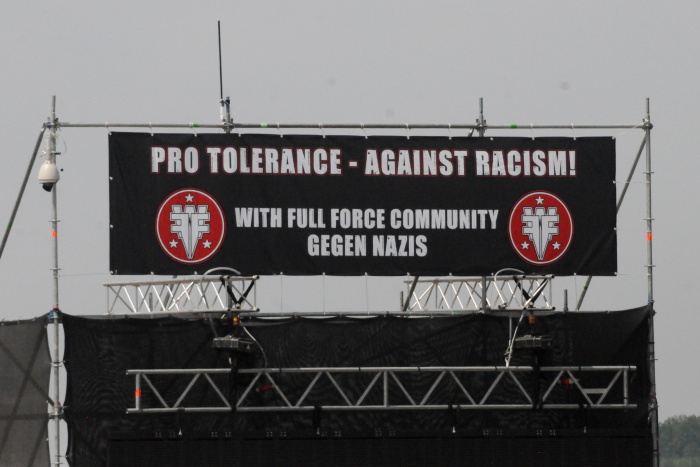 PRO TOLERANCE - AGAINST RACISM!
WITH FULL FORCE COMMUNITY
GEGEN NAZIS